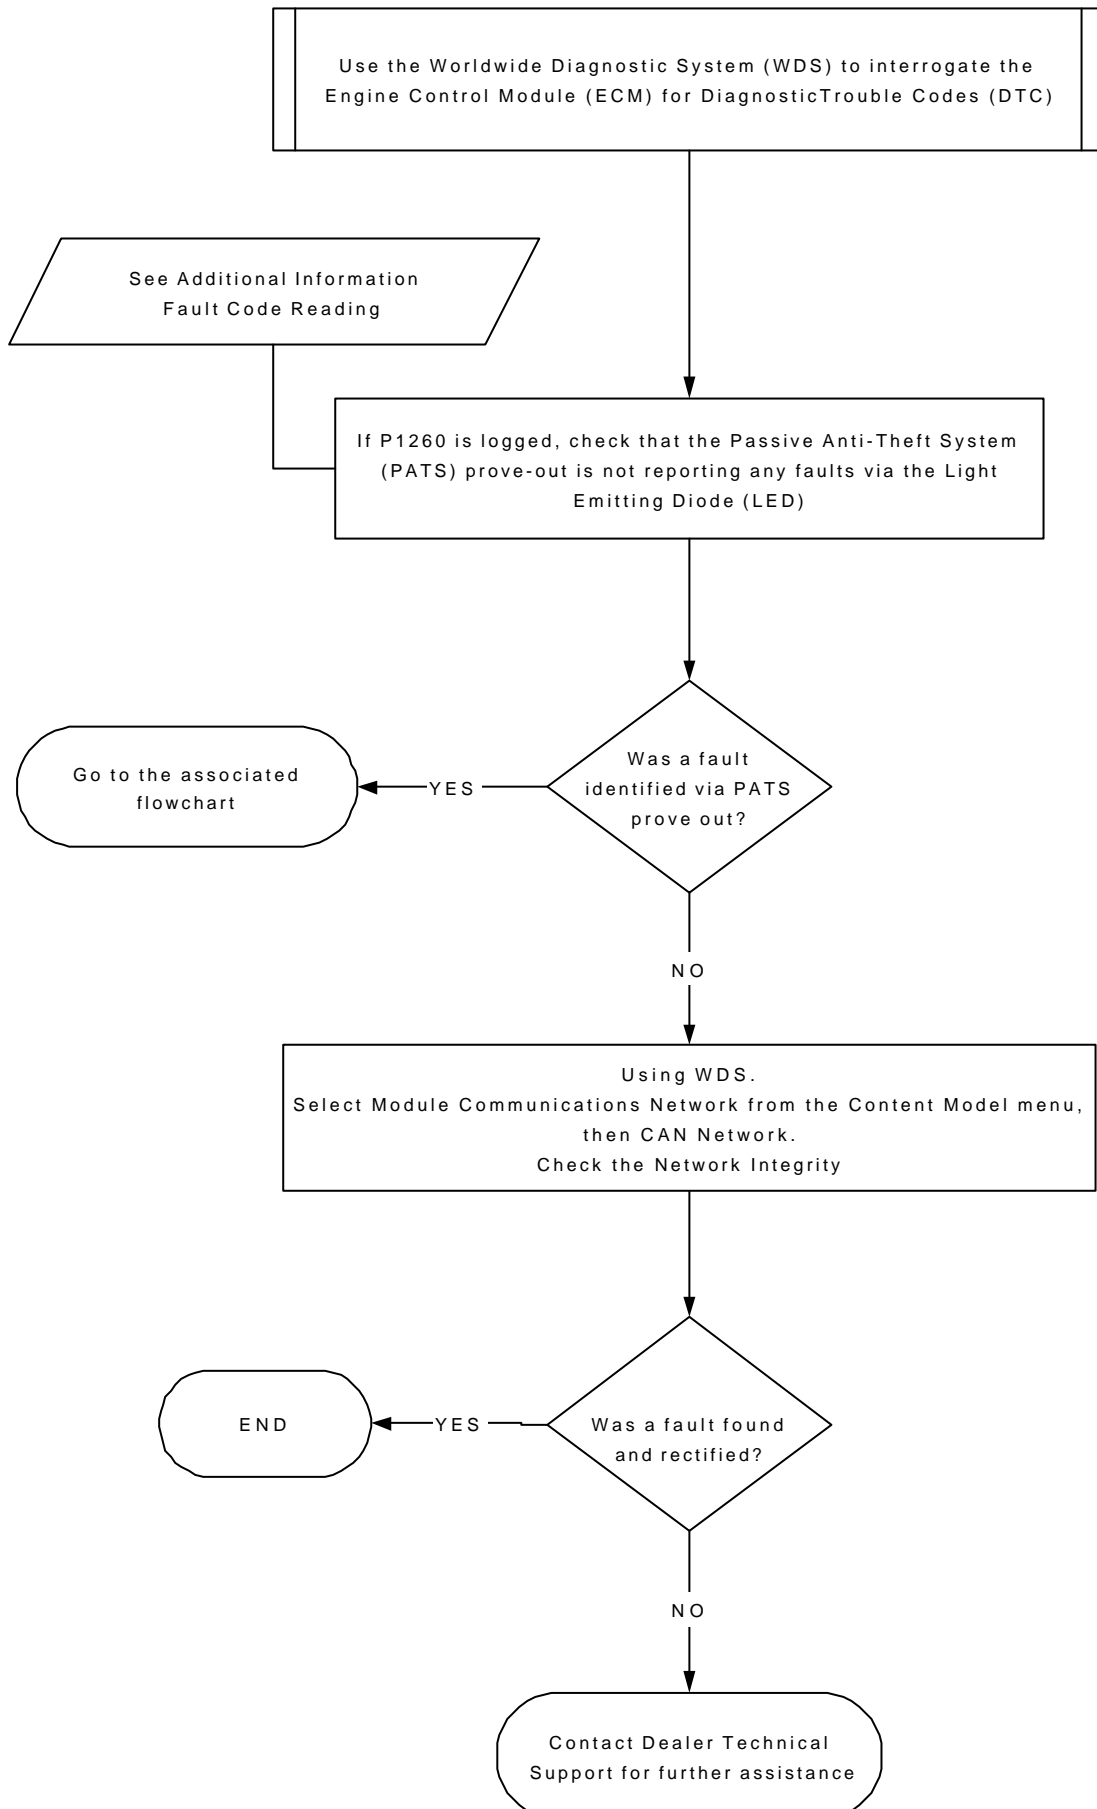 Use the Worldwide Diagnostic System (WDS) to interrogate the
Engine Control Module (ECM) for DiagnosticTrouble Codes (DTC)
See Additional Information
Fault Code Reading
If P1260 is logged, check that the Passive Anti-Theft System
(PATS) prove-out is not reporting any faults via the Light
Emitting Diode (LED)
Was a fault
identified via PATS
prove out?
YES
Go to the associated
flowchart
NO
Using WDS.
Select Module Communications Network from the Content Model menu,
then CAN Network.
Check the Network Integrity
Was a fault found
and rectified?
YES
END
NO
Contact Dealer Technical
Support for further assistance